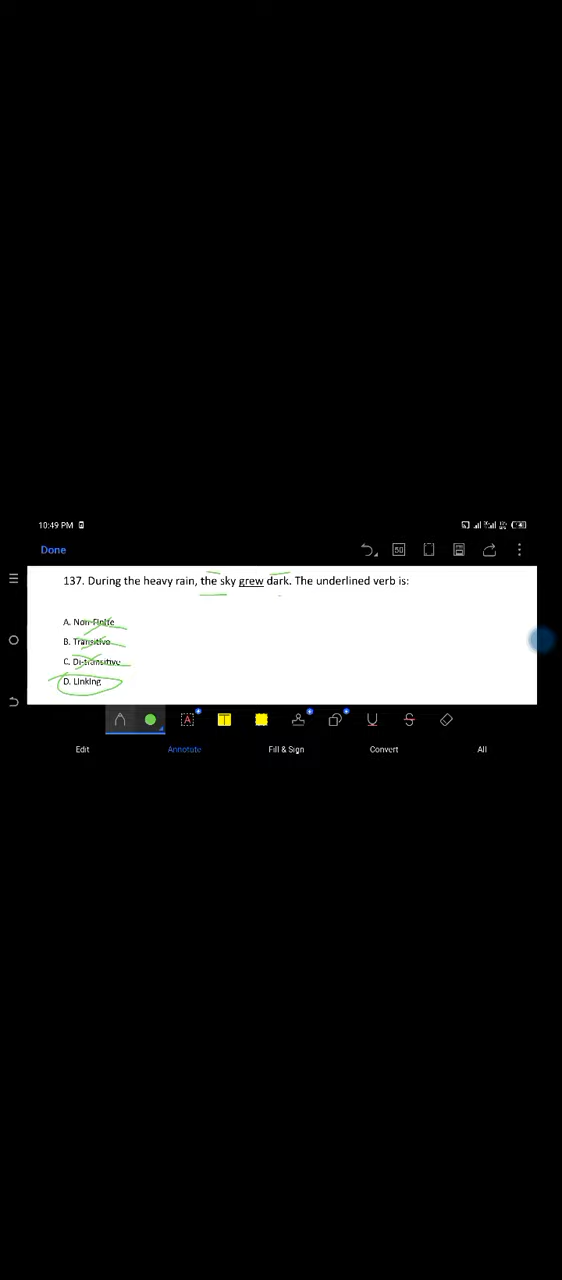 10:49 PM
Done
50
137. During the heavy rain, the sky grew dark. The underlined verb is:
A. Non-Finite
B. Transitive
C. Di-transitive
D. Linking
A
T
U
S
Edit
Annotate
Fill & Sign
Convert
All